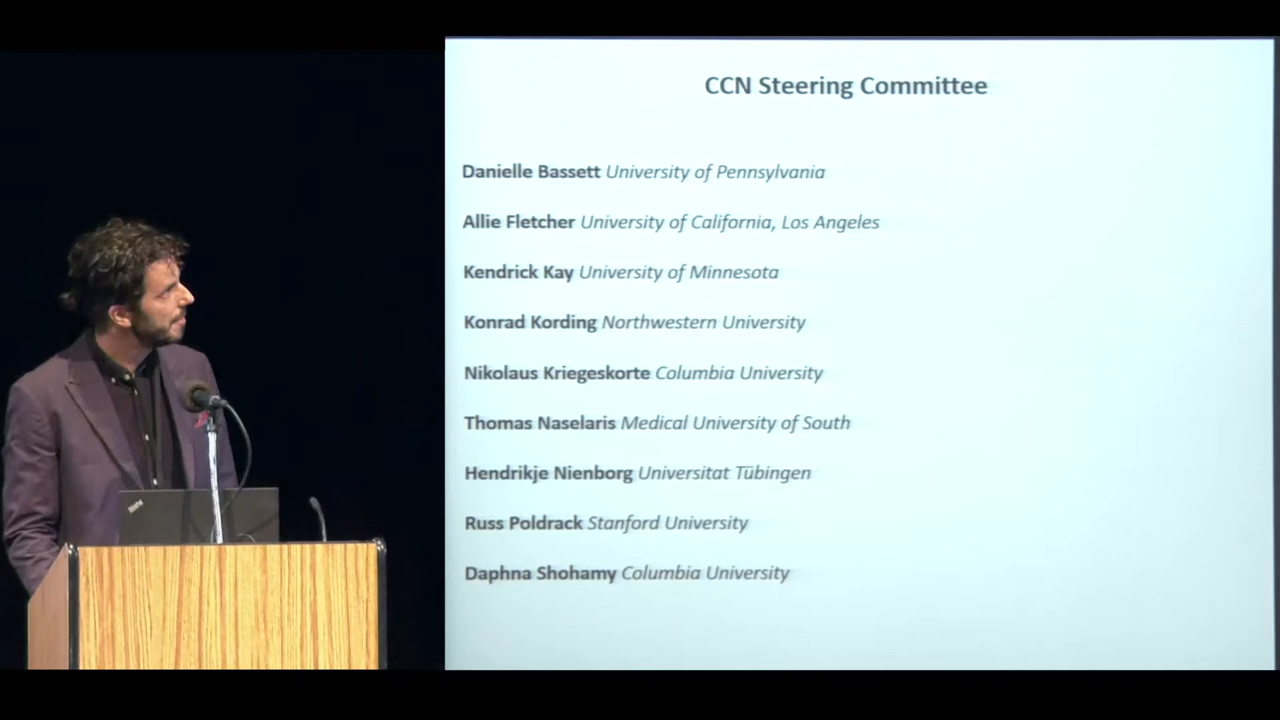 CCN Steering Committee
Danielle Bassett University of Pennsylvania
Allie Fletcher University of California, Los Angeles
Kendrick Kay University of Minnesota
Konrad Kording Northwestern University
Nikolaus Kriegeskorte Columbia University
Thomas Naselaris Medical University of South
Hendrikje Nienborg Universitat Tübingen
Russ Poldrack Stanford University
Daphna Shohamy Columbia University